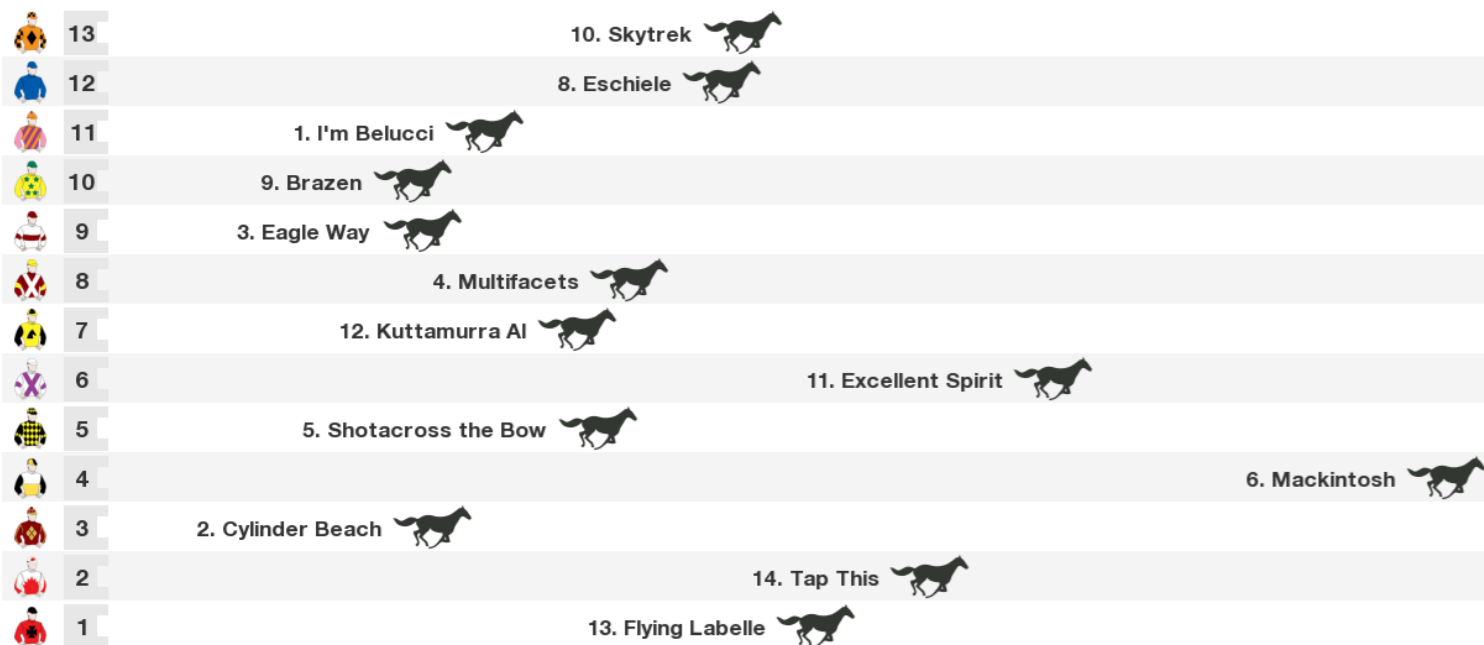 13 10. Skytrek
12 8. Eschiele
11 1. I'm Belucci
10 9. Brazen
9 3. Eagle Way
8 4. Multifacets
7 12. Kuttamurra Al
6 11. Excellent Spirit
5 5. Shotacross the Bow
4 6. Mackintosh
3 2. Cylinder Beach
2 14. Tap This
1 13. Flying Labelle